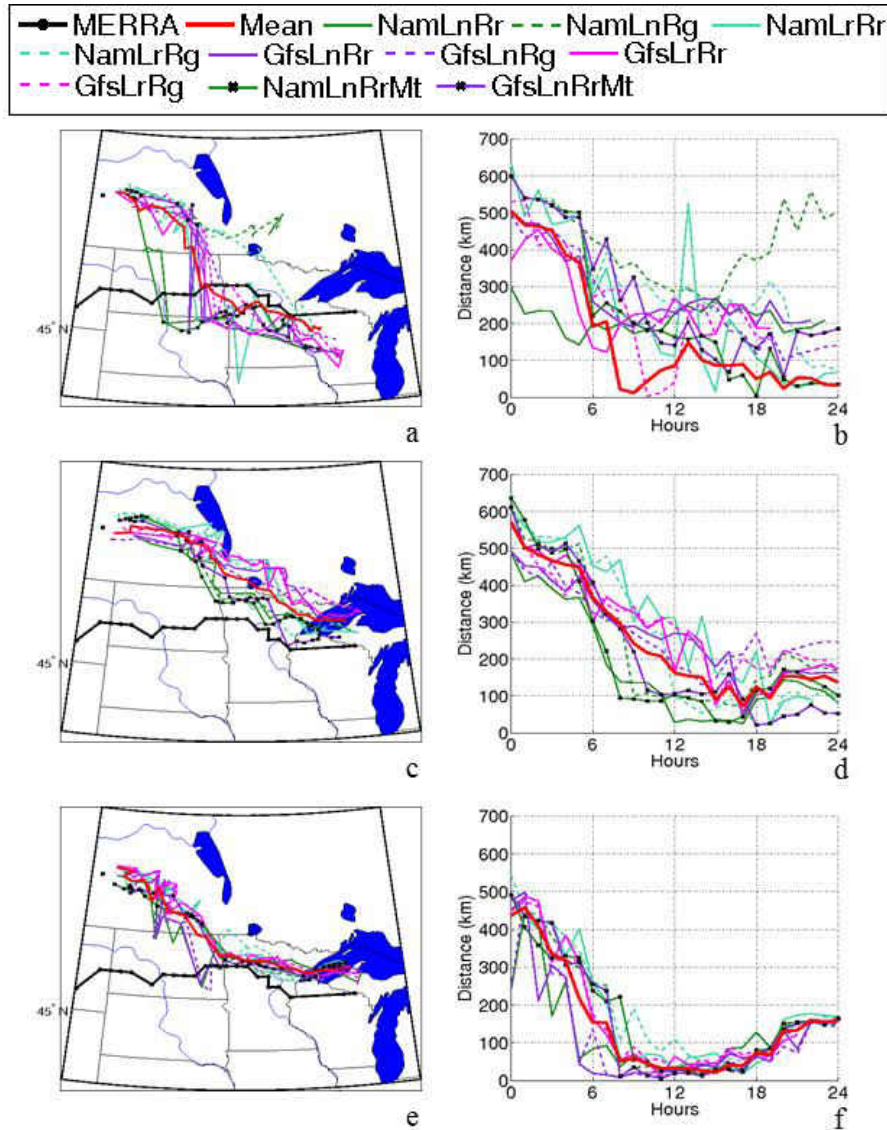 MERRA Mean NamLnRr NamLnRg NamLrRr
NamLrRg GfsLnRr GfsLnRg GfsLrRr
GfsLrRg NamLnRrMt GfsLnRrMt
45 N
a
Distance (km)
700
600
500
400
300
200
100
0
0 6 12 18 24
Hours
b
45 N
c
Distance (km)
700
600
500
400
300
200
100
0
0 6 12 18 24
Hours
d
45 N
e
Distance (km)
700
600
500
400
300
200
100
0
0 6 12 18 24
Hours
f